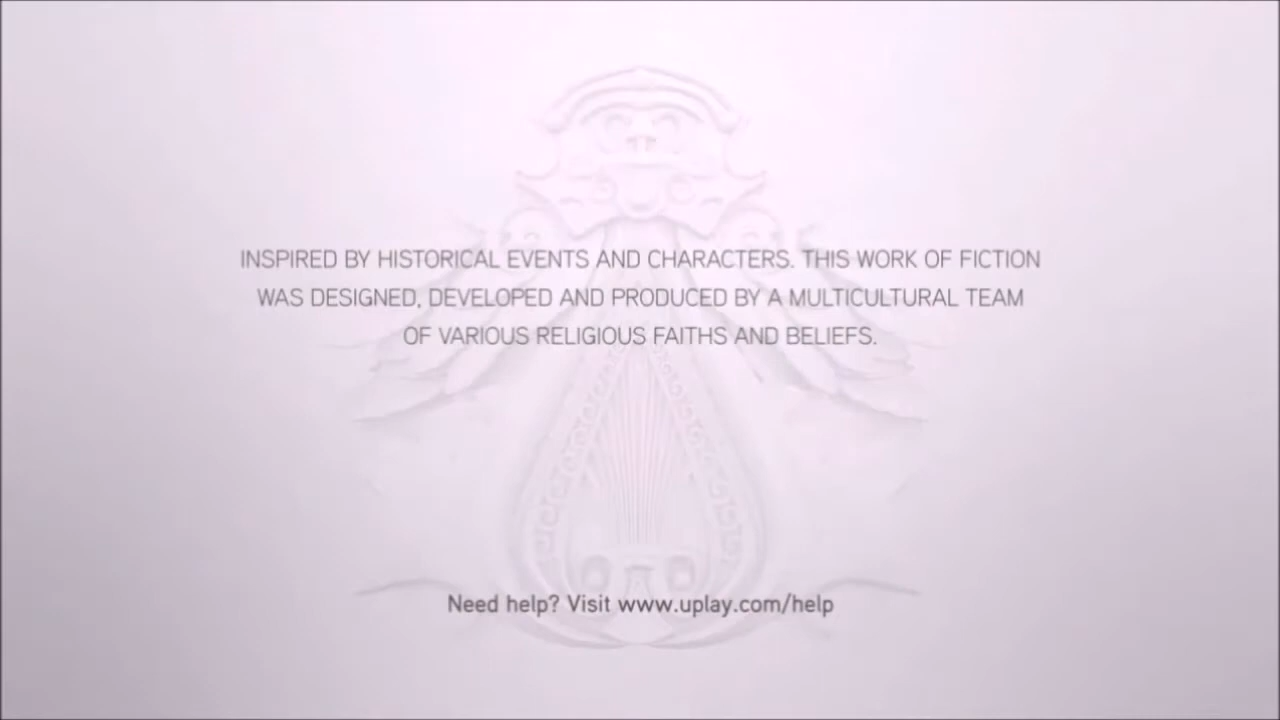 INSPIRED BY HISTORICAL EVENTS AND CHARACTERS. THIS WORK OF FICTION
WAS DESIGNED, DEVELOPED AND PRODUCED BY A MULTICULTURAL TEAM
OF VARIOUS RELIGIOUS FAITHS AND BELIEFS.
Need help? Visit www.uplay.com/help